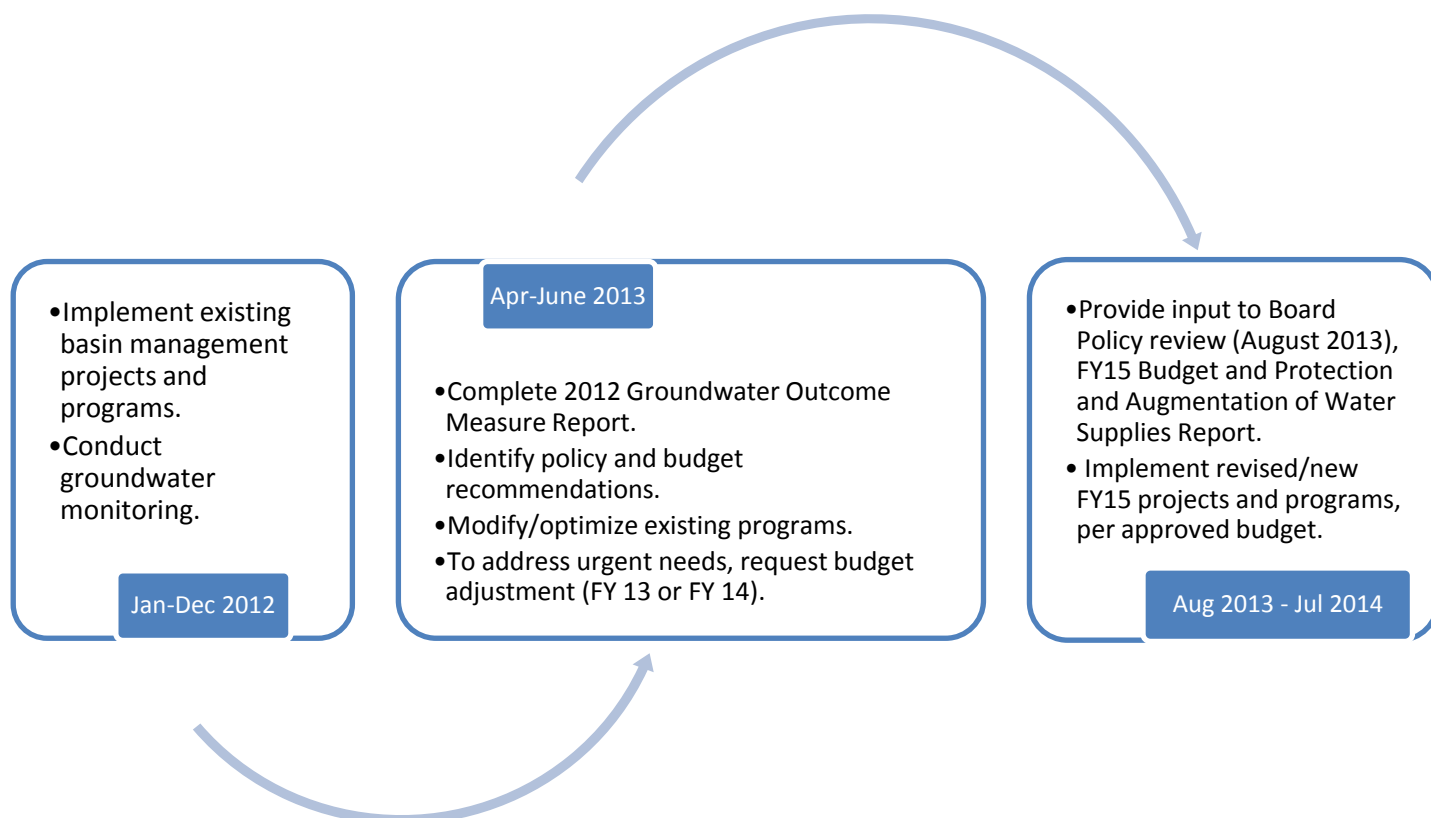 •Implement existing
basin management
projects and
programs.
•Conduct
groundwater
monitoring.
Jan-Dec 2012
Apr-June 2013
•Complete 2012 Groundwater Outcome
Measure Report.
•Identify policy and budget
recommendations.
•Modify/optimize existing programs.
•To address urgent needs, request budget
adjustment (FY 13 or FY 14).
•Provide input to Board
Policy review (August 2013),
FY15 Budget and Protection
and Augmentation of Water
Supplies Report.
• Implement revised/new
FY15 projects and programs,
per approved budget.
Aug 2013 - Jul 2014